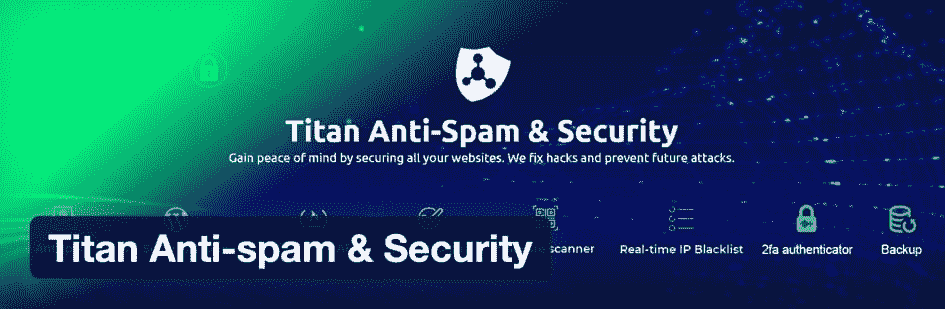 Titan Anti-Spam & Security
Gain peace of mind by securing all your websites. We fix hacks and prevent future attacks.
Titan Anti-spam & Security
scanner
Real-time IP Blacklist
2fa authenticator
Backup